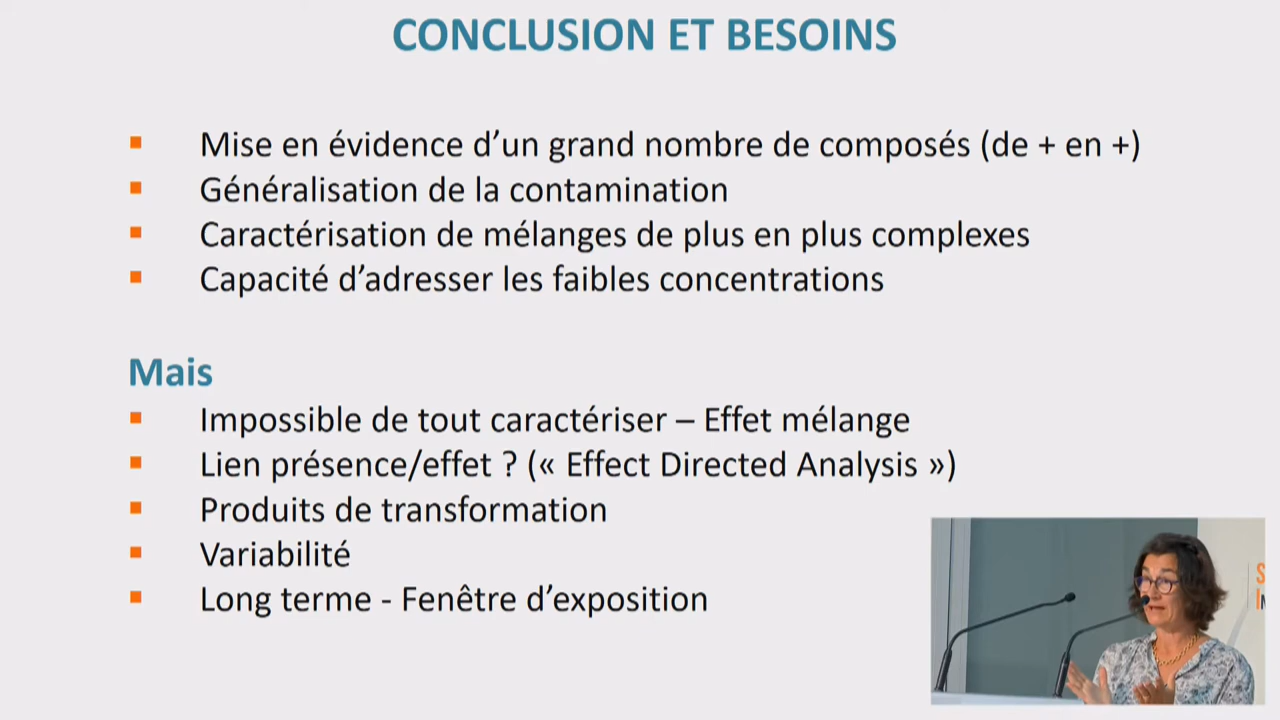 CONCLUSION ET BESOINS
Mise en évidence d’un grand nombre de composés (de + en +)
Généralisation de la contamination
Caractérisation de mélanges de plus en plus complexes
Capacité d’adresser les faibles concentrations
Mais
Impossible de tout caractériser – Effet mélange
Lien présence/effet ? (« Effect Directed Analysis »)
Produits de transformation
Variabilité
Long terme - Fenêtre d’exposition